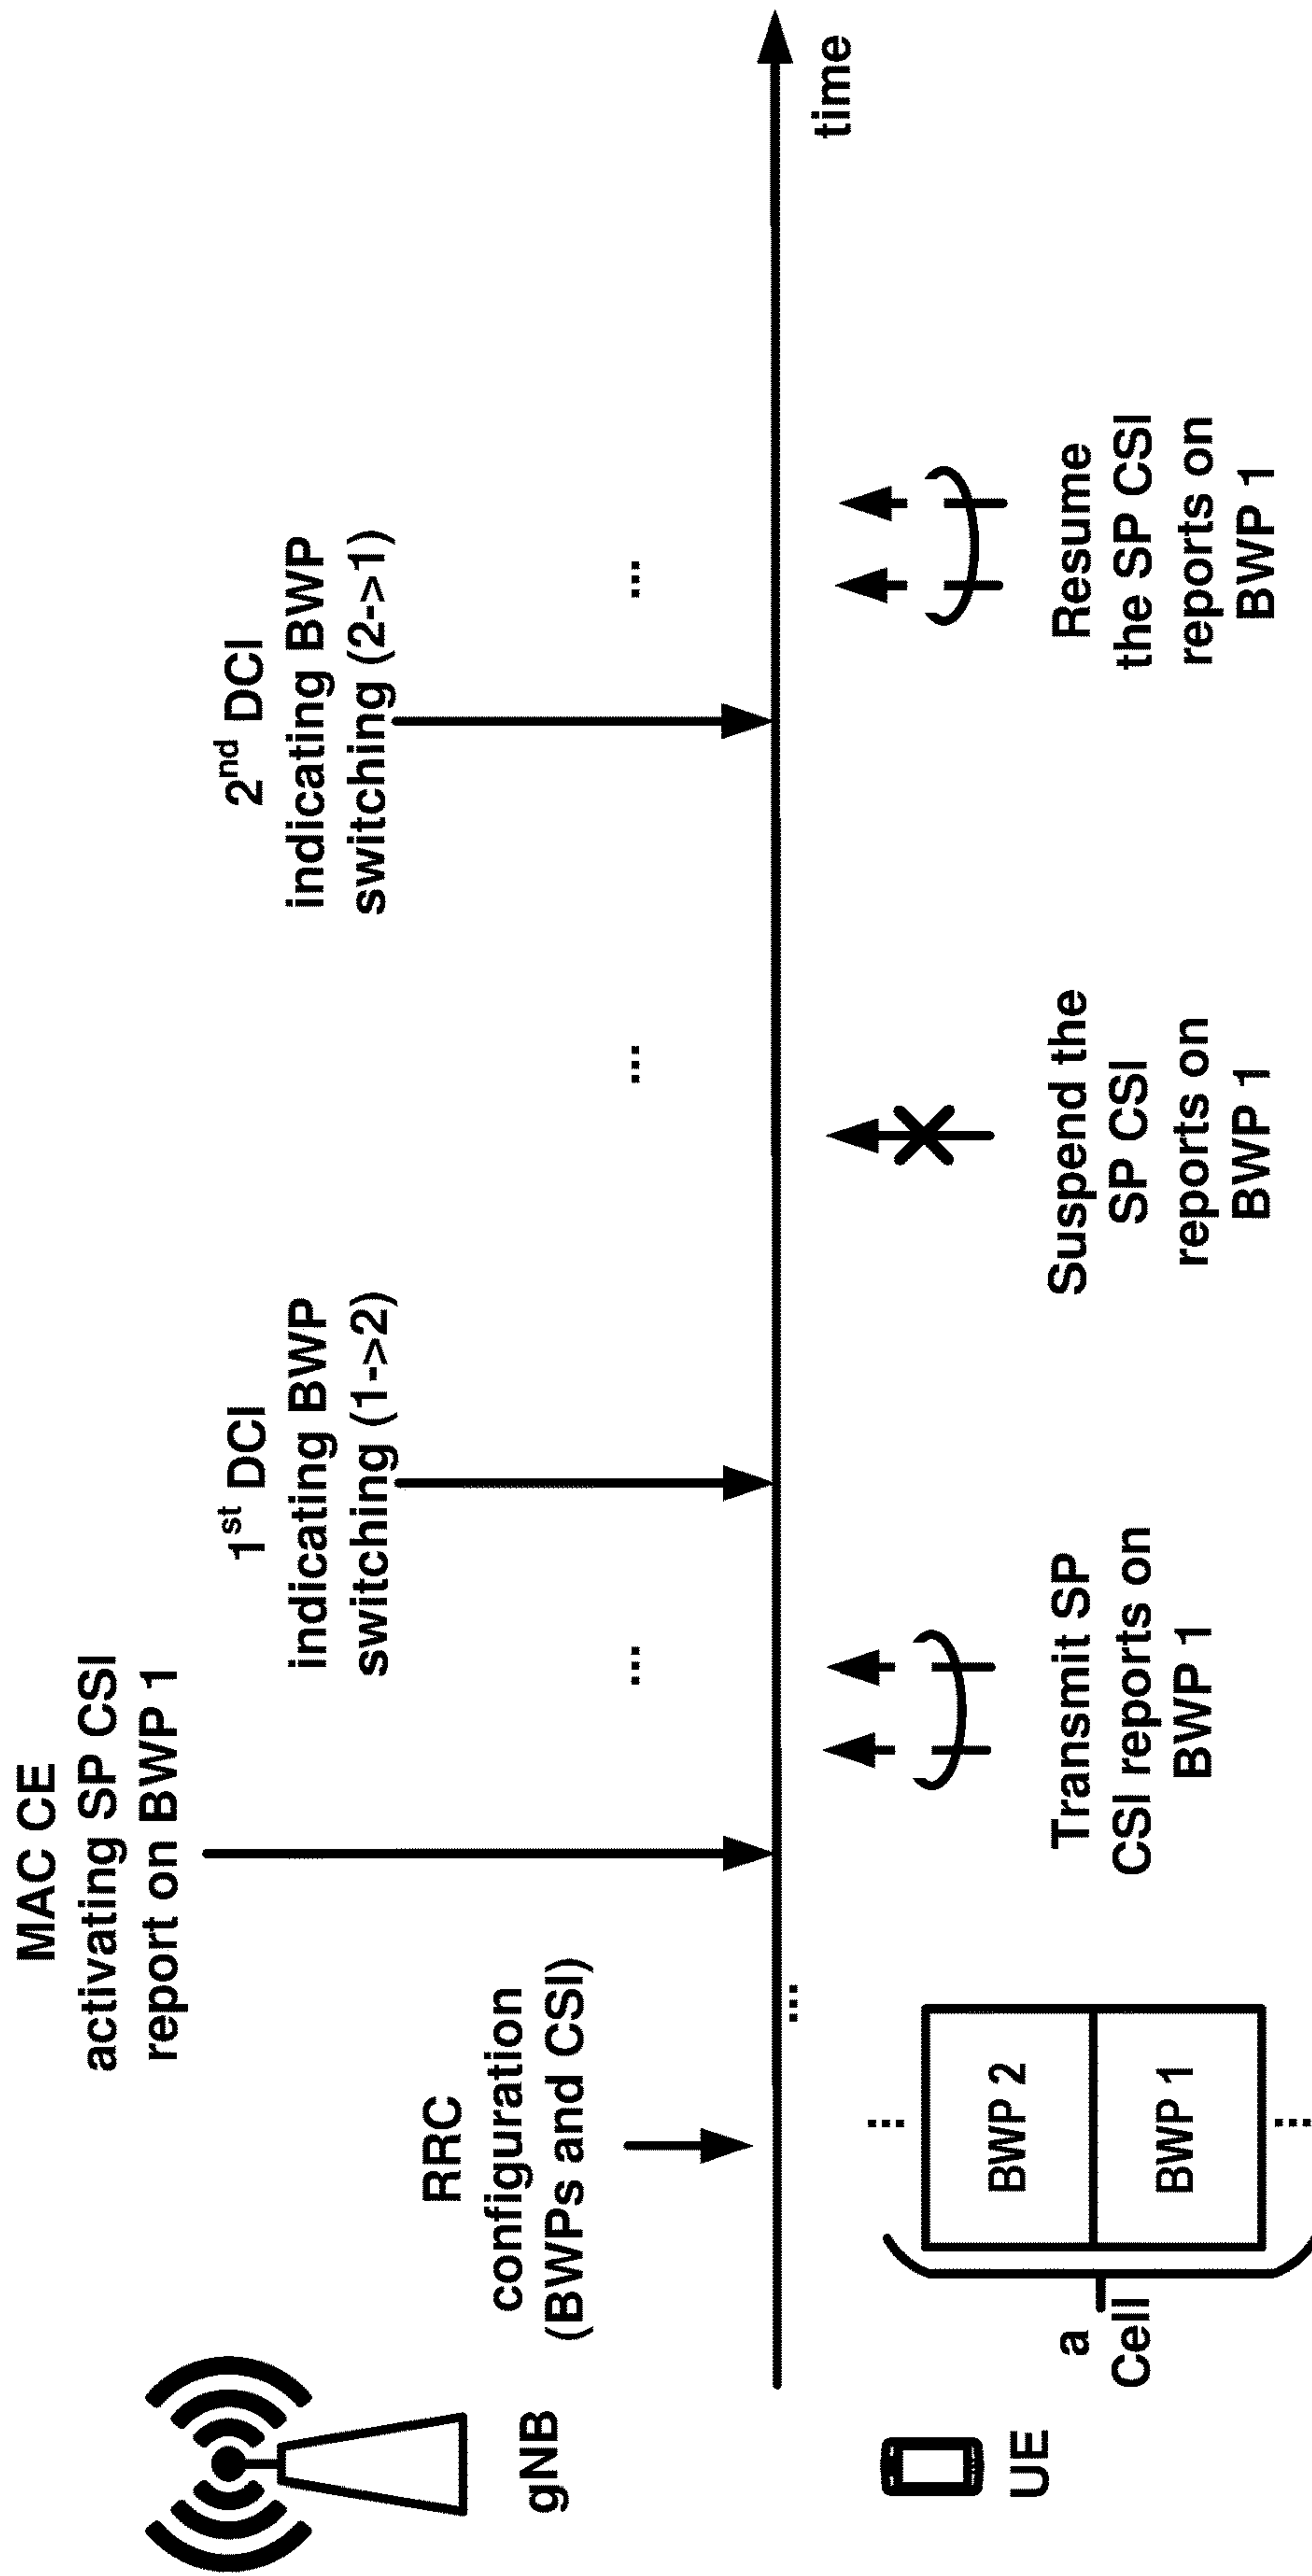 gNB
RRC
configuration
(BWPs and CSI)
MAC CE
activating SP CSI
report on BWP 1
1st DCI
indicating BWP
switching (1->2)
2nd DCI
indicating BWP
switching (2->1)
...
...
...
...
time
UE
a
Cell
...
BWP 2
BWP 1
...
Transmit SP
CSI reports on
BWP 1
Suspend the
SP CSI
reports on
BWP 1
Resume
the SP CSI
reports on
BWP 1